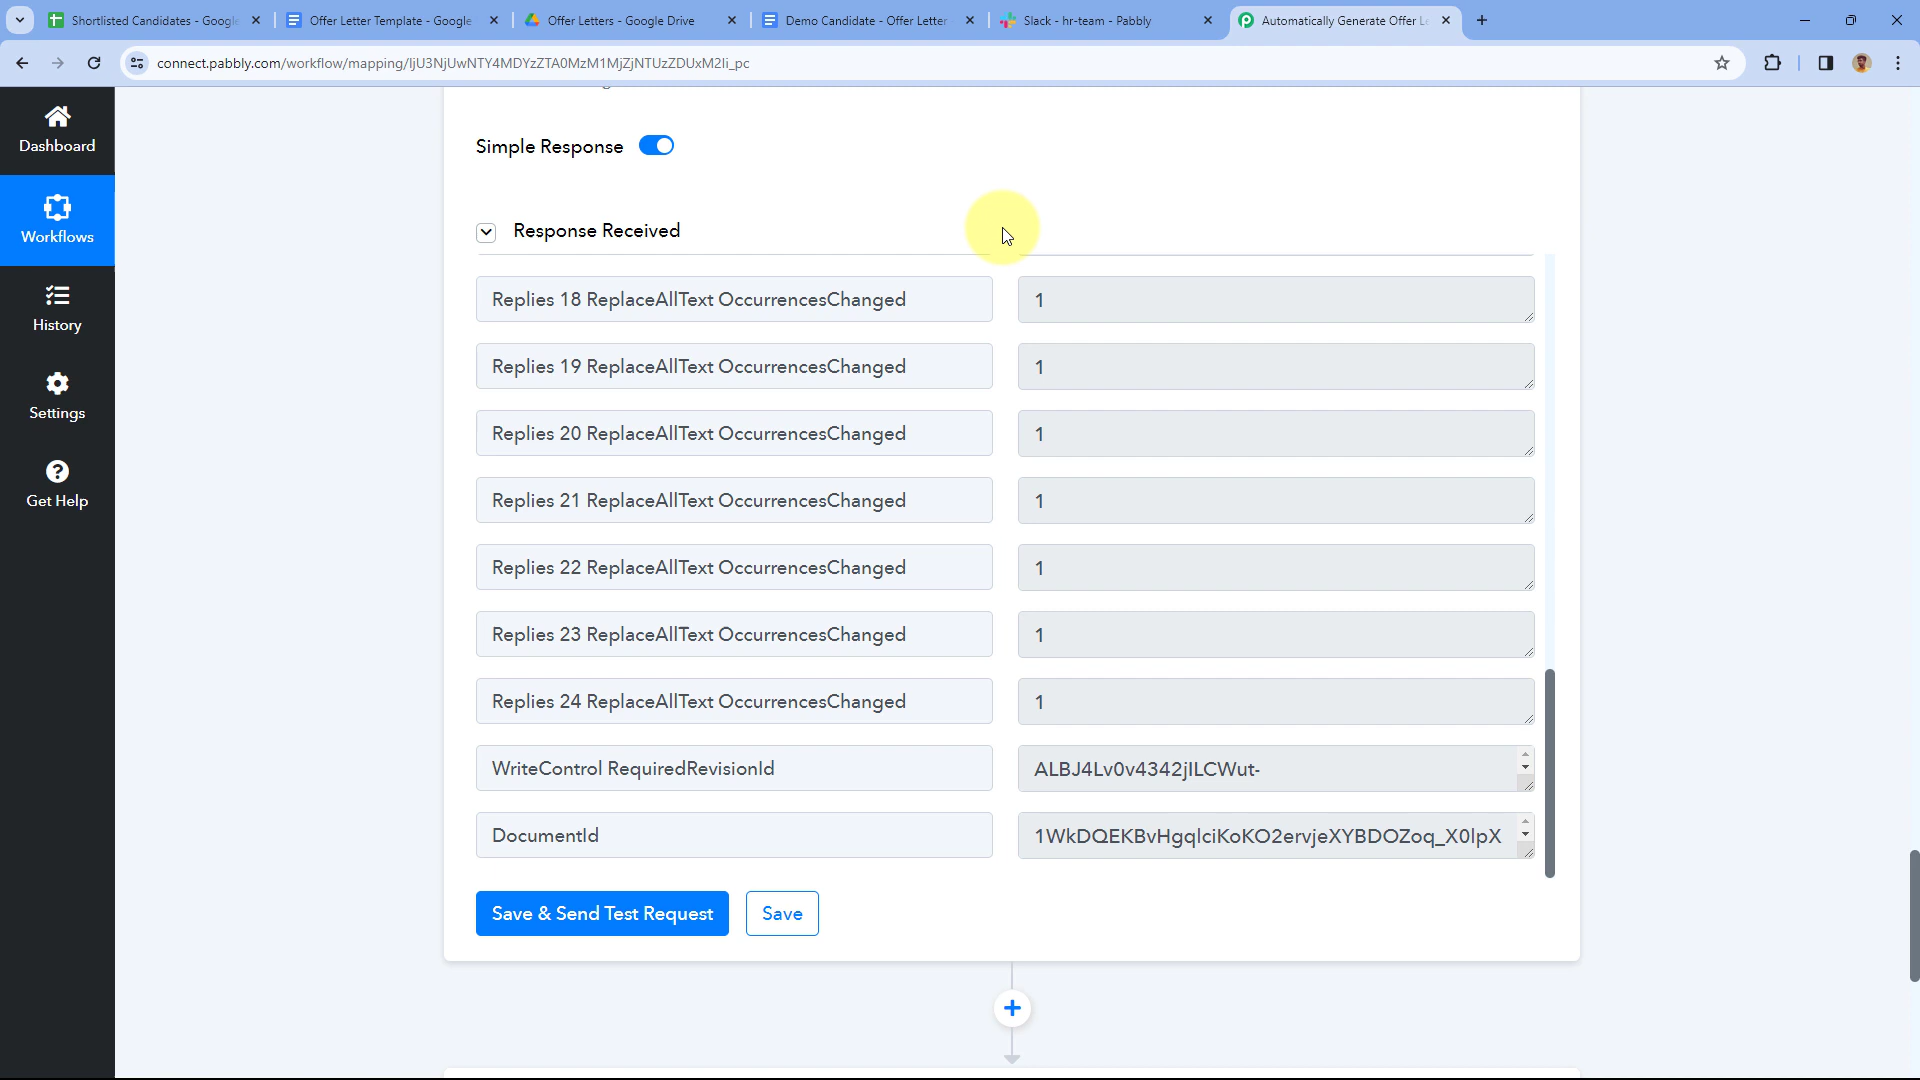 Shortlisted Candidates - Google
Offer Letter Template - Google
Offer Letters - Google Drive
Demo Candidate - Offer Letter
Slack - hr-team - Pabbly
Automatically Generate Offer Le
connect.pabbly.com/workflow/mapping/IjU3NjUwNTY4MDYzZTA0MzM1MjZjNTUzZDUxM2Ii_pc
Dashboard
Workflows
History
Settings
Get Help
Simple Response
Response Received
Replies 18 ReplaceAllText OccurrencesChanged
1
Replies 19 ReplaceAllText OccurrencesChanged
1
Replies 20 ReplaceAllText OccurrencesChanged
1
Replies 21 ReplaceAllText OccurrencesChanged
1
Replies 22 ReplaceAllText OccurrencesChanged
1
Replies 23 ReplaceAllText OccurrencesChanged
1
Replies 24 ReplaceAllText OccurrencesChanged
1
WriteControl RequiredRevisionId
ALBJ4Lv0v4342jILCWut-
DocumentId
1WkDQEKBvHgqlciKoKO2ervjeXYBDOZoq_X0lpX
Save & Send Test Request
Save